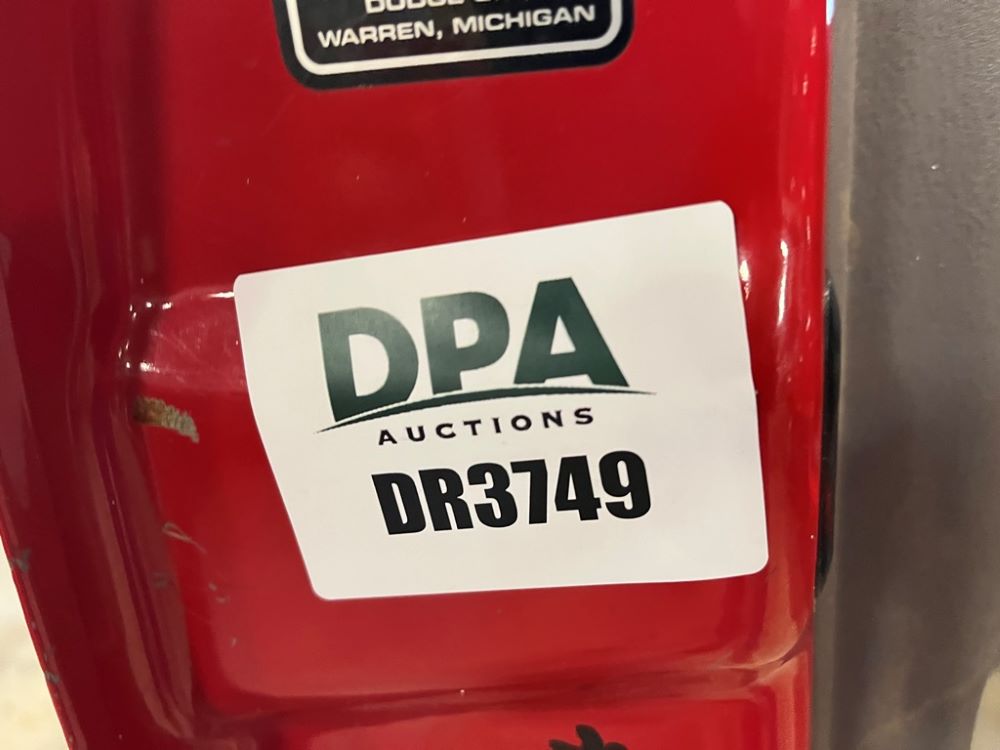 WARREN, MICHIGAN
DPA
AUCTIONS
DR3749